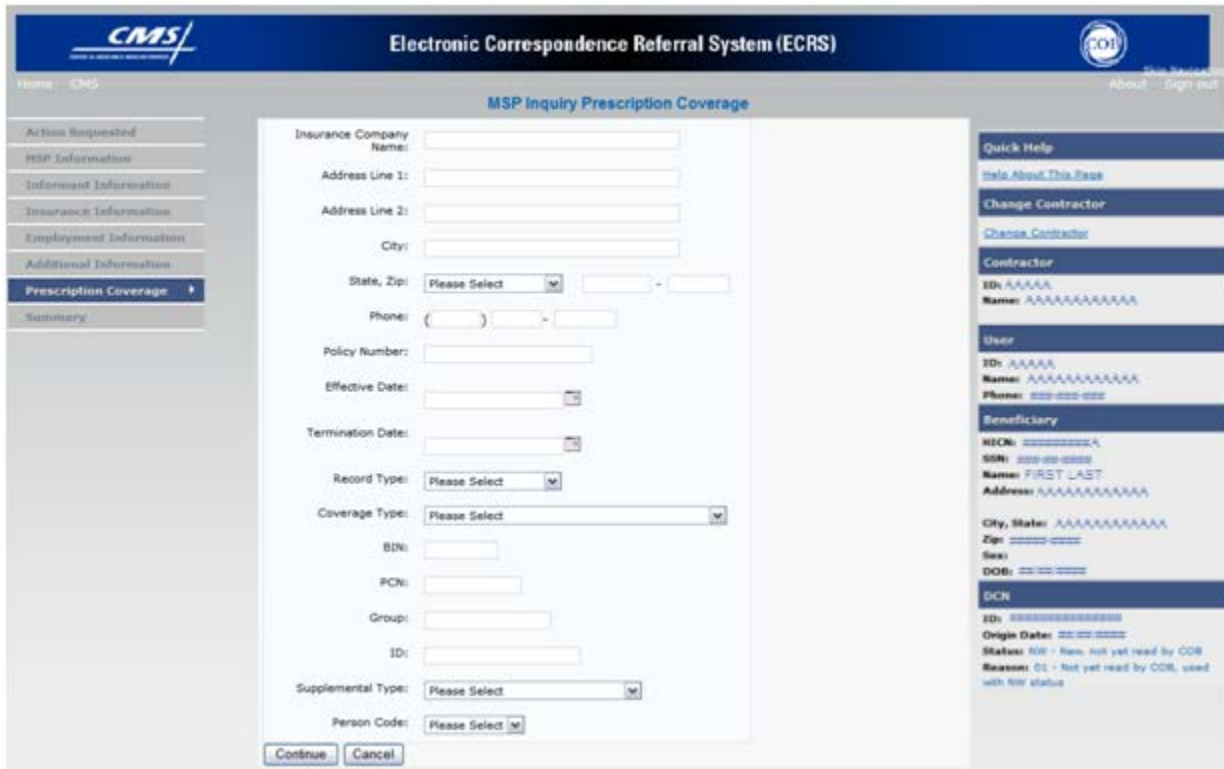 CMS
Electronic Correspondence Referral System (ECRS)
COB
Skip Navigation
Home CMS
About Sign out
MSP Inquiry Prescription Coverage
Action Requested
MSP Information
Informant Information
Insurance Information
Employment Information
Additional Information
Prescription Coverage
Summary
Insurance Company
Name:
Address Line 1:
Address Line 2:
City:
State, Zip: Please Select -
Phone: ( ) -
Policy Number:
Effective Date:
Termination Date:
Record Type: Please Select
Coverage Type: Please Select
BIN:
PCN:
Group:
ID:
Supplemental Type: Please Select
Person Code: Please Select
Continue Cancel
Quick Help
Help About This Page
Change Contractor
Change Contractor
Contractor
ID: AAAAA
Name: AAAAAAAAAAAA
User
ID: AAAAA
Name: AAAAAAAAAAAA
Phone: ###-###-###
Beneficiary
HICN: #########A
SSN: ###-##-####
Name: FIRST LAST
Address: AAAAAAAAAAAA
City, State: AAAAAAAAAAAA
Zip: #####-####
Sex:
DOB: ##/##/####
DCN
ID: ###############
Origin Date: ##/##/####
Status: NW - New, not yet read by COB
Reason: 01 - Not yet read by COB, used
with NW status